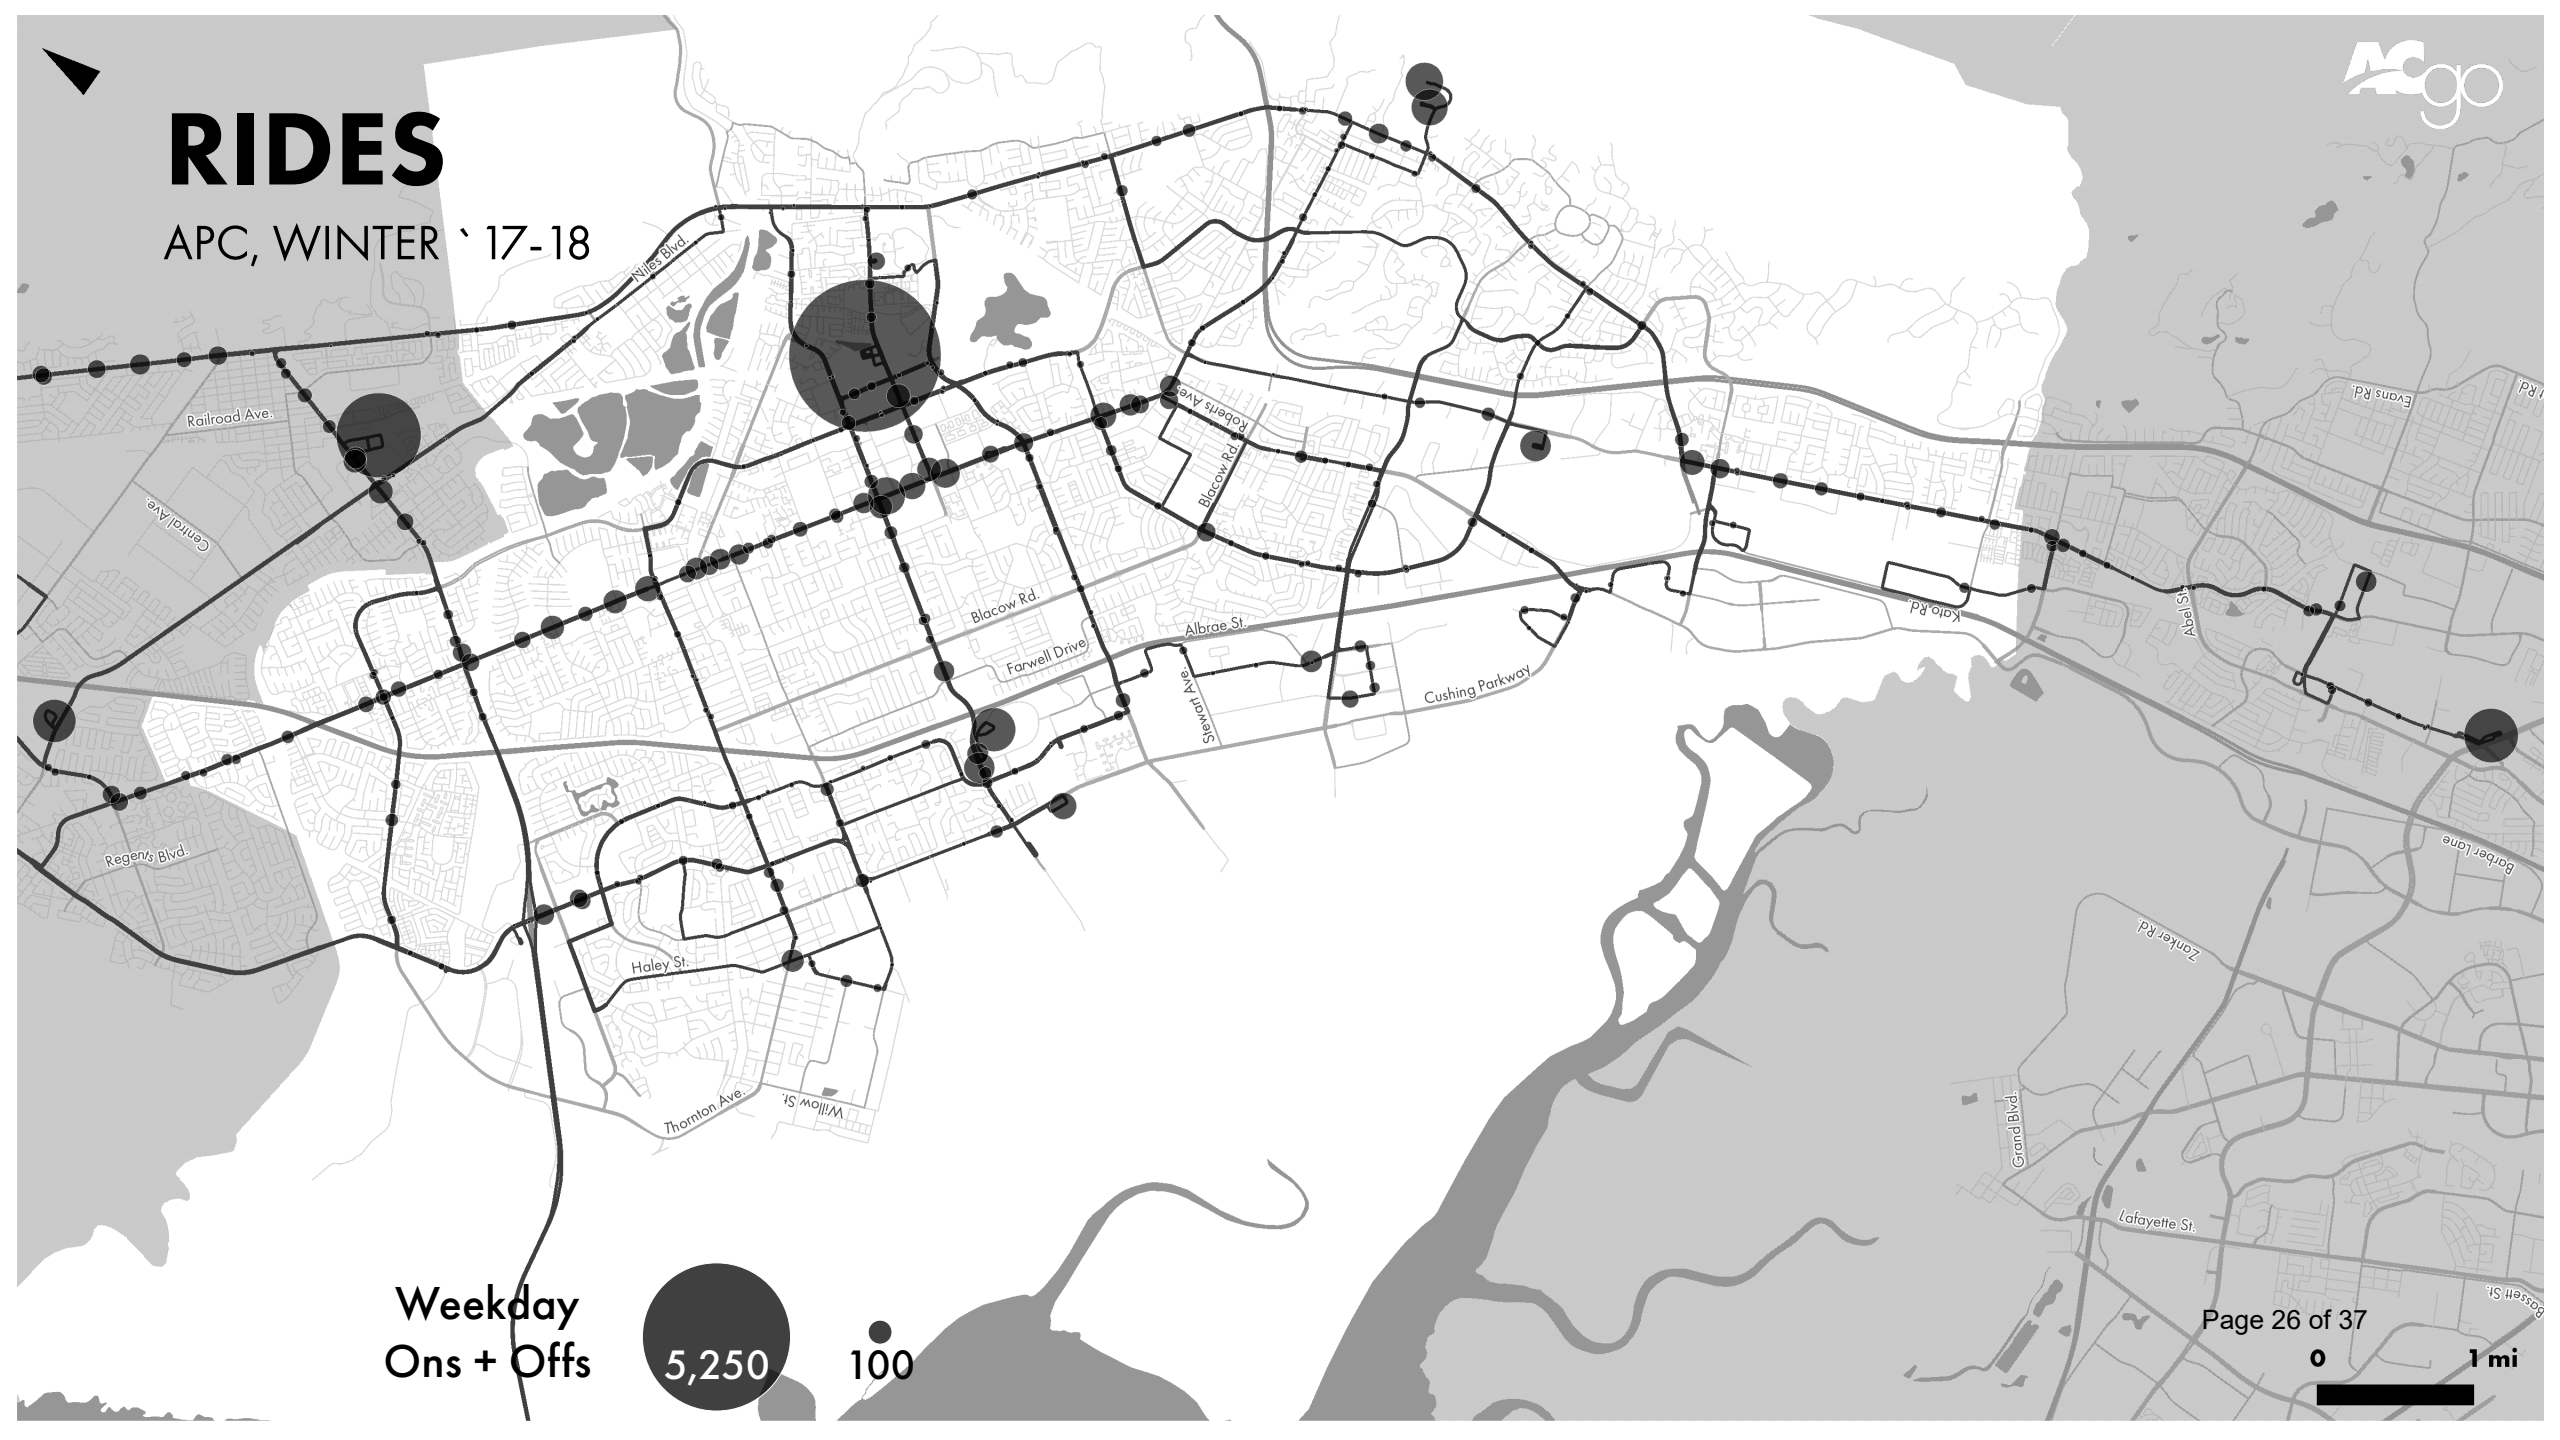 ACgo
RIDES
APC, WINTER `17-18
Niles Blvd.
Railroad Ave.
Central Ave.
Roberts Ave.
Blacow Rd.
Evans Rd.
Blacow Rd.
Farwell Drive
Albrae St.
Stewart Ave.
Cushing Parkway
Kato Rd.
Abel St.
Regents Blvd.
Haley St.
Thornton Ave.
Willow St.
Barber Lane
Zanker Rd.
Grand Blvd.
Lafayette St.
Bassett St.
Weekday
Ons + Offs
5,250
100
Page 26 of 37
0 1 mi